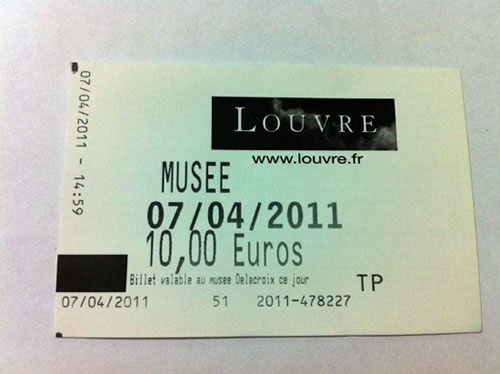 07/04/2011 - 14:59
LOUVRE
www.louvre.fr
MUSEE
07/04/2011
10,00 Euros
Billet valable au musée Delacroix ce jour
TP
07/04/2011 51 2011-478227